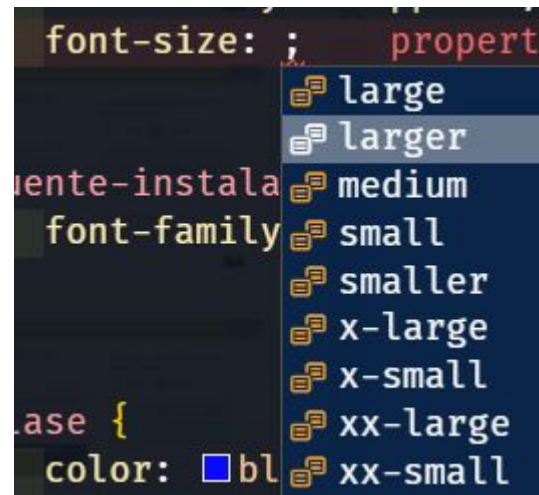 font-size: ; propert
large
larger
uente-instala medium
font-family small
smaller
x-large
x-small
lase { xx-large
color: bl xx-small